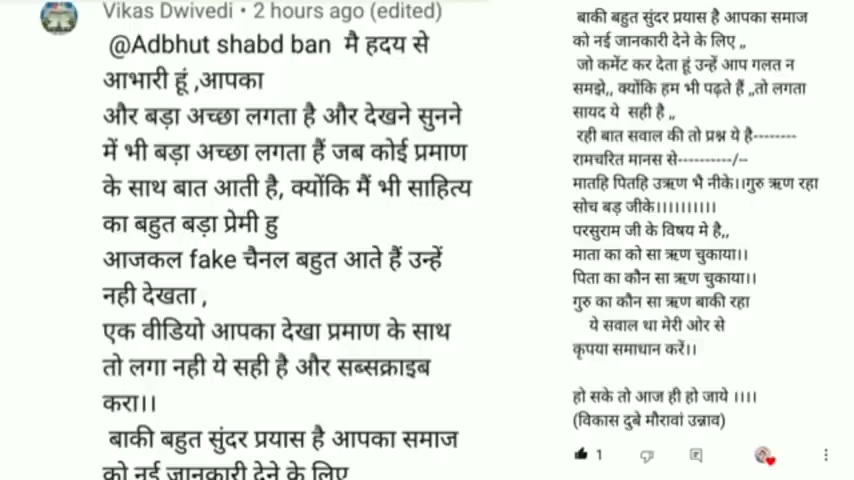 Vikas Dwivedi • 2 hours ago (edited)
@Adbhut shabd ban मै हदय से
आभारी हूं ,आपका
और बड़ा अच्छा लगता है और देखने सुनने
में भी बड़ा अच्छा लगता हैं जब कोई प्रमाण
के साथ बात आती है, क्योंकि मैं भी साहित्य
का बहुत बड़ा प्रेमी हु
आजकल fake चैनल बहुत आते हैं उन्हें
नही देखता ,
एक वीडियो आपका देखा प्रमाण के साथ
तो लगा नही ये सही है और सब्सक्राइब
करा।।
बाकी बहुत सुंदर प्रयास है आपका समाज
को नई जानकारी देने के लिए
बाकी बहुत सुंदर प्रयास है आपका समाज
को नई जानकारी देने के लिए ,,
जो कमेंट कर देता हूं उन्हें आप गलत न
समझे,, क्योंकि हम भी पढ़ते हैं ,,तो लगता
सायद ये सही है ,,
रही बात सवाल की तो प्रश्न ये है--------
रामचरित मानस से----------/--
मातहि पितहि उऋण भै नीके।।गुरु ऋण रहा
सोच बड़ जीके।।।।।।।।।।
परसुराम जी के विषय मे है,,
माता का को सा ऋण चुकाया।।
पिता का कौन सा ऋण चुकाया।।
गुरु का कौन सा ऋण बाकी रहा
ये सवाल था मेरी ओर से
कृपया समाधान करें।।
हो सके तो आज ही हो जाये ।।।।
(विकास दुबे मौरावां उन्नाव)
1